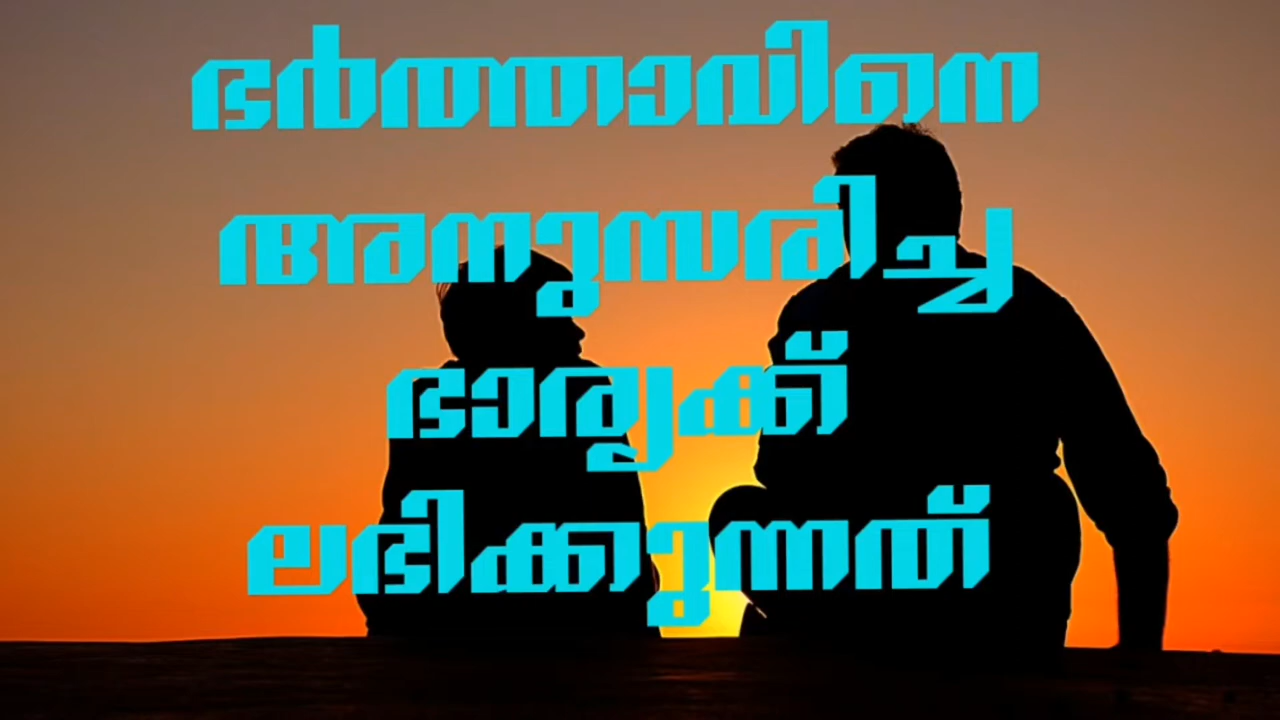 ഭർത്താവിനെ
അനുസരിച്ച
ഭാര്യക്ക്
ലഭിക്കുന്നത്